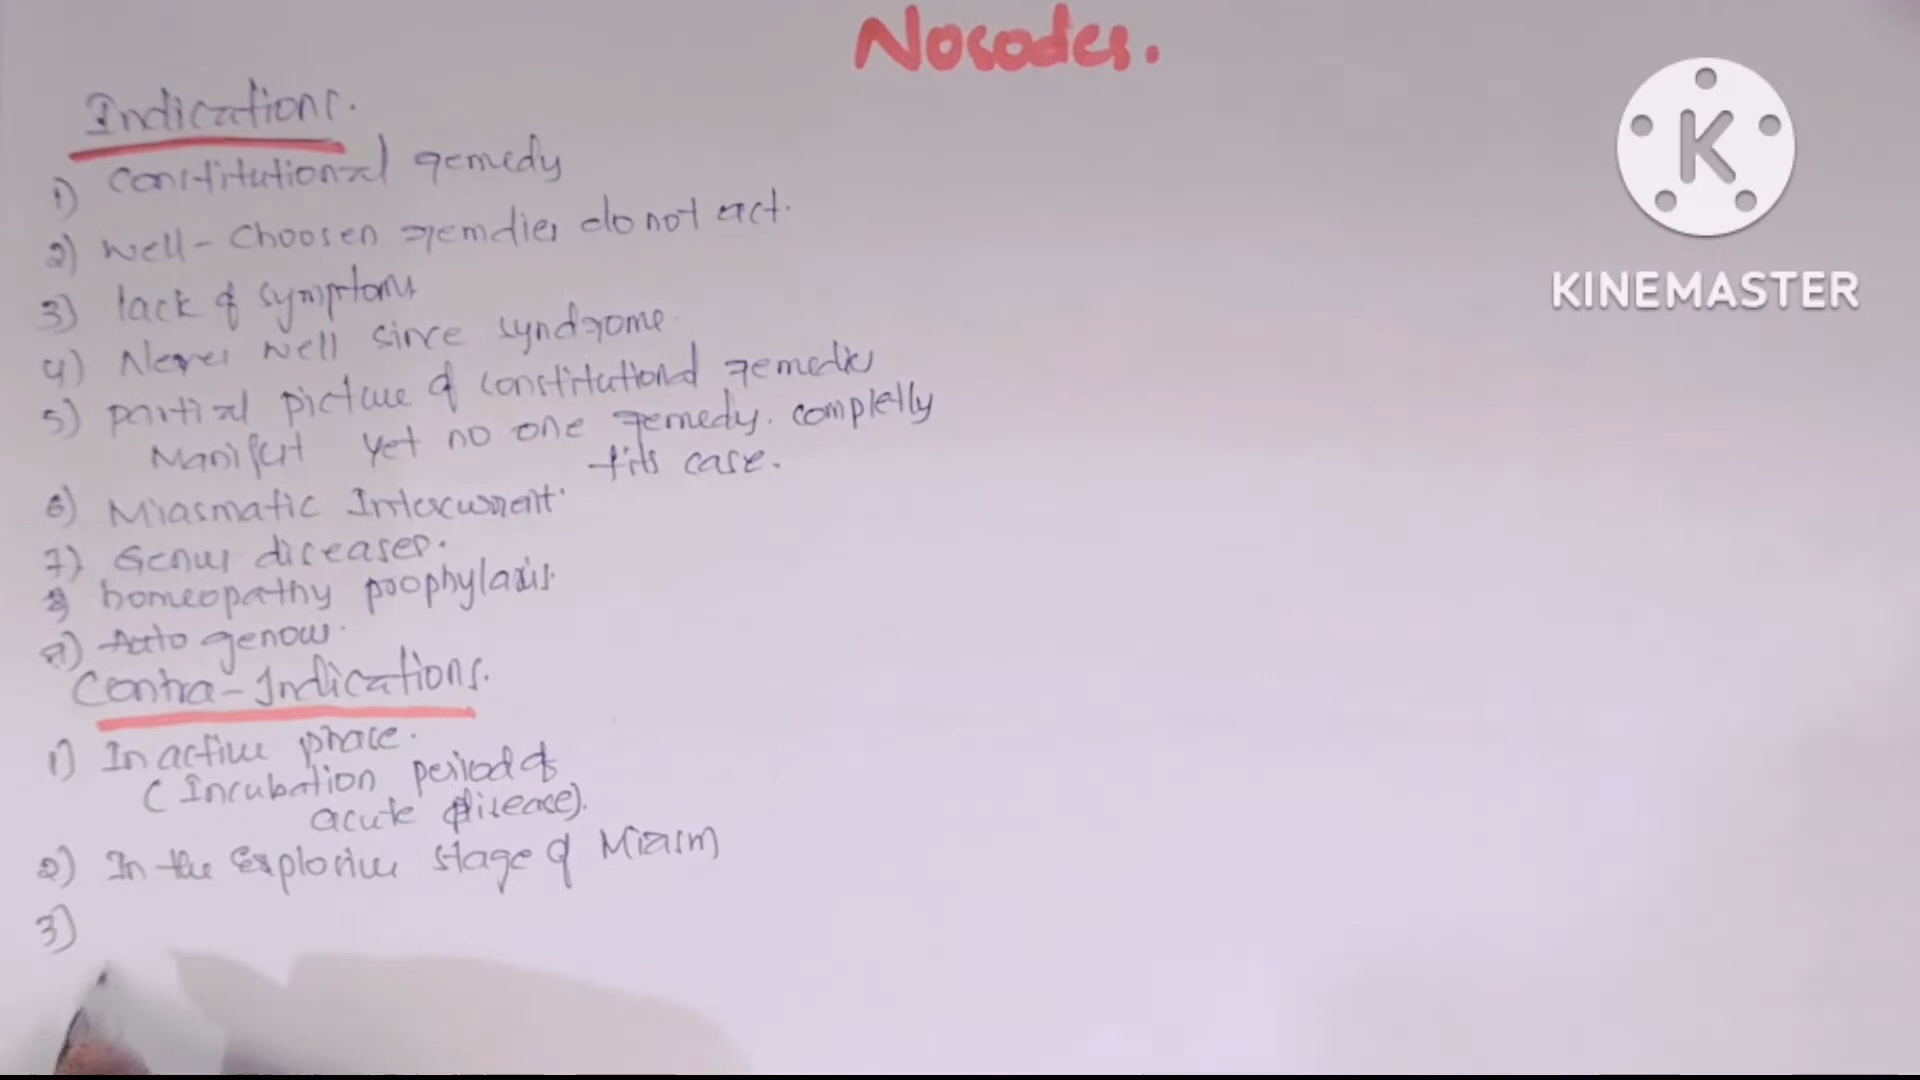 Nosodes.
Indications.
1) Constitutional remedy
2) well-Choosen remdies do not act.
3) lack of symptoms
4) Never well since syndrome
5) partial picture of constitutional remedies
Manifest yet no one remedy. completly
fits case.
6) Miasmatic Intercurrent.
7) Genus diseases.
8) homeopathy prophylaxis.
9) Auto genous.
Contra-Indications.
1) In active phase.
(Incubation period of
acute disease).
2) In the Explosive stage of Miasm
3)
K
KINEMASTER